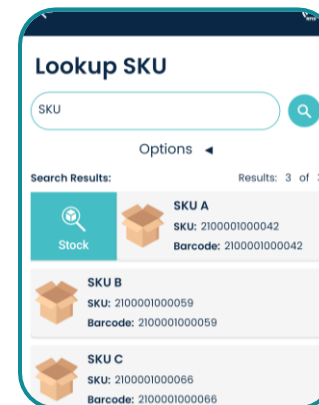 Lookup SKU
SKU
Options
Search Results: Results: 3 of
Stock
SKU A
SKU: 2100001000042
Barcode: 2100001000042
SKU B
SKU: 2100001000059
Barcode: 2100001000059
SKU C
SKU: 2100001000066
Barcode: 2100001000066